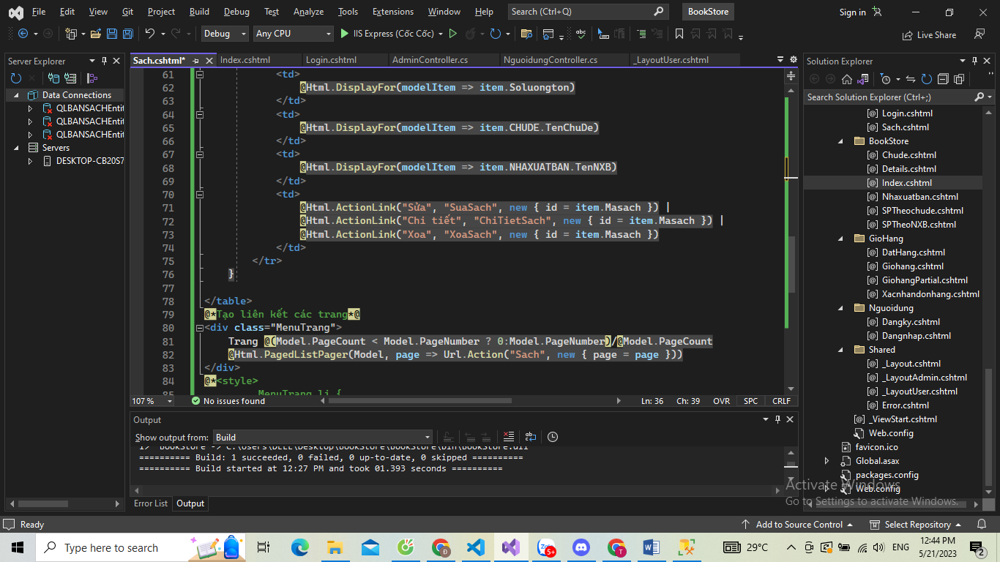 File Edit View Git Project Build Debug Test Analyze Tools Extensions Window Help Search (Ctrl+Q) BookStore Sign in
Debug Any CPU IIS Express (Cốc Cốc) Live Share
Server Explorer
Data Connections
QLBANSACHEntit
QLBANSACHEntit
QLBANSACHEntit
Servers
DESKTOP-CB20S7
Sach.cshtml* Index.cshtml Login.cshtml AdminController.cs NguoidungController.cs _LayoutUser.cshtml
61 <td>
62 @Html.DisplayFor(modelItem => item.Soluongton)
63 </td>
64 <td>
65 @Html.DisplayFor(modelItem => item.CHUDE.TenChuDe)
66 </td>
67 <td>
68 @Html.DisplayFor(modelItem => item.NHAXUATBAN.TenNXB)
69 </td>
70 <td>
71 @Html.ActionLink("Sửa", "SuaSach", new { id = item.Masach }) |
72 @Html.ActionLink("Chi tiết", "ChiTietSach", new { id = item.Masach }) |
73 @Html.ActionLink("Xoa", "XoaSach", new { id = item.Masach })
74 </td>
75 </tr>
76 }
77
78 </table>
79 @*Tạo liên kết các trang*@
80 <div class="MenuTrang">
81 Trang @(Model.PageCount < Model.PageNumber ? 0:Model.PageNumber)/@Model.PageCount
82 @Html.PagedListPager(Model, page => Url.Action("Sach", new { page = page }))
83 </div>
84 @*<style>
85 .MenuTrang li {
107 % No issues found Ln: 36 Ch: 39 OVR SPC CRLF
Output
Show output from: Build
1> BookStore -> C:\Users\DELL\Desktop\BookStore\BookStore\bin\BookStore.dll
========== Build: 1 succeeded, 0 failed, 0 up-to-date, 0 skipped ==========
========== Build started at 12:27 PM and took 01.393 seconds ==========
Error List Output
Solution Explorer
Search Solution Explorer (Ctrl+;)
Login.cshtml
Sach.cshtml
BookStore
Chude.cshtml
Details.cshtml
Index.cshtml
Nhaxuatban.cshtml
SPTheochude.cshtml
SPTheoNXB.cshtml
GioHang
DatHang.cshtml
Giohang.cshtml
GiohangPartial.cshtml
Xacnhandonhang.cshtml
Nguoidung
Dangky.cshtml
Dangnhap.cshtml
Shared
_Layout.cshtml
_LayoutAdmin.cshtml
_LayoutUser.cshtml
Error.cshtml
_ViewStart.cshtml
Web.config
favicon.ico
Global.asax
packages.config
Web.config
Activate Windows
Go to Settings to activate Windows.
Ready Add to Source Control Select Repository
Type here to search 5+ 29°C ENG 12:44 PM
5/21/2023 2